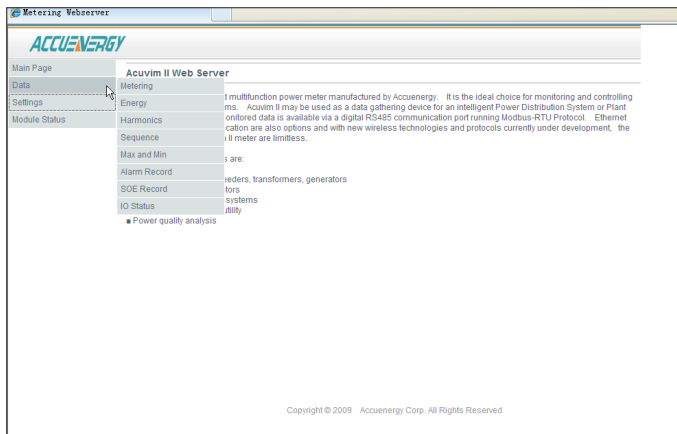 Metering Webserver
ACCUENERGY
Main Page
Data
Settings
Module Status
Acuvim II Web Server
Metering
Energy
Harmonics
Sequence
Max and Min
Alarm Record
SOE Record
IO Status
multifunction power meter manufactured by Accuenergy. It is the ideal choice for monitoring and controlling
ms. Acuvim II may be used as a data gathering device for an intelligent Power Distribution System or Plant
onitored data is available via a digital RS485 communication port running Modbus-RTU Protocol. Ethernet
cation are also options and with new wireless technologies and protocols currently under development, the
II meter are limitless.
s are:
eeders, transformers, generators
tors
systems
utility
■ Power quality analysis
Copyright © 2009 Accuenergy Corp. All Rights Reserved